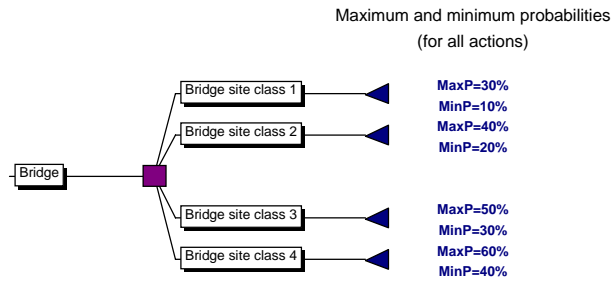 Maximum and minimum probabilities
(for all actions)
Bridge site class 1
MaxP=30%
MinP=10%
Bridge site class 2
MaxP=40%
MinP=20%
Bridge
Bridge site class 3
MaxP=50%
MinP=30%
Bridge site class 4
MaxP=60%
MinP=40%